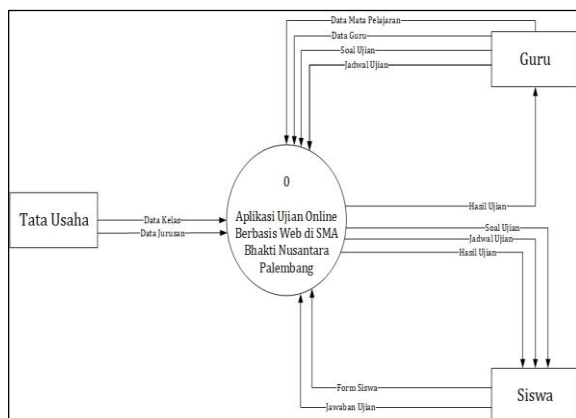 Data Mata Pelajaran
Data Guru
Soal Ujian
Jadwal Ujian
Guru
0
Aplikasi Ujian Online
Berbasis Web di SMA
Bhakti Nusantara
Palembang
Tata Usaha
Data Kelas
Data Jurusan
Hasil Ujian
Soal Ujian
Jadwal Ujian
Hasil Ujian
Form Siswa
Jawaban Ujian
Siswa